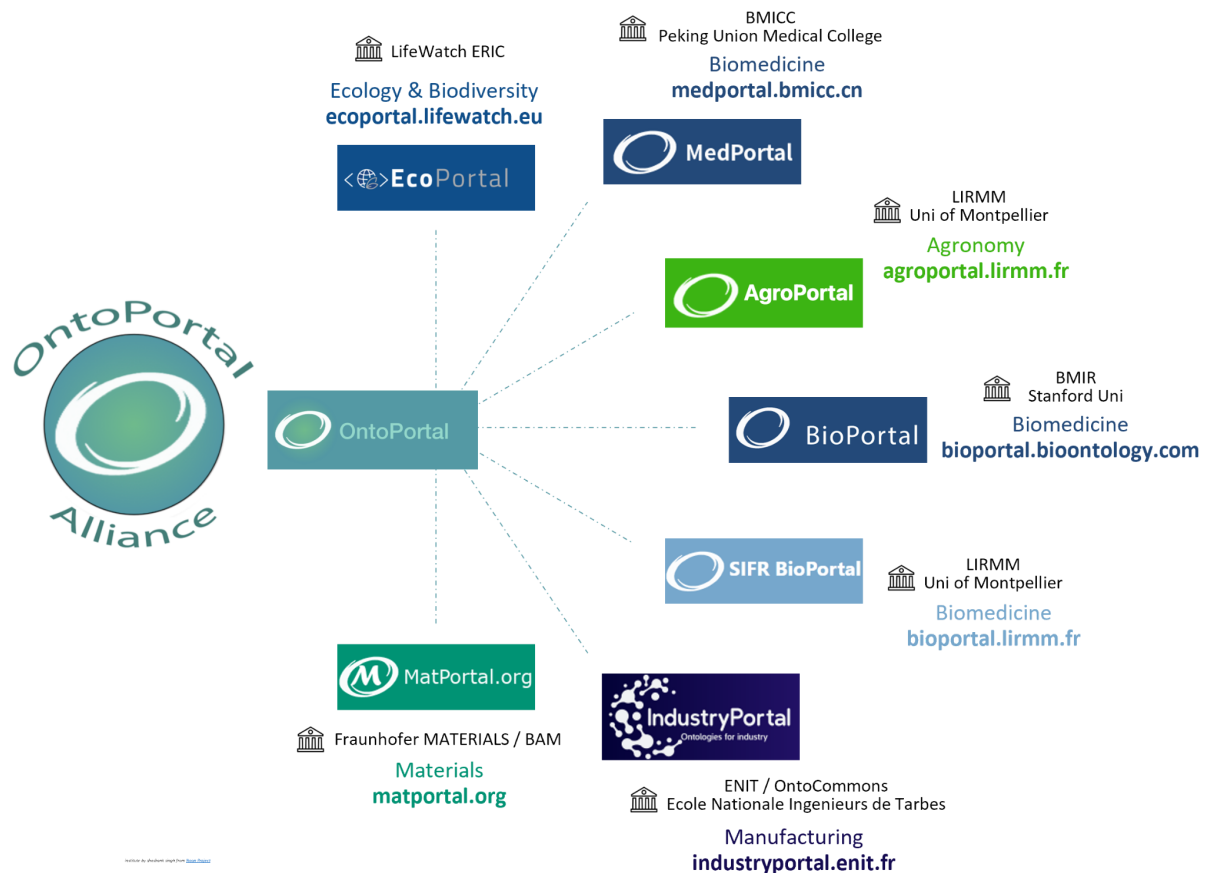 BMICC
Peking Union Medical College
Biomedicine
medportal.bmicc.cn
MedPortal
LifeWatch ERIC
Ecology & Biodiversity
ecoportal.lifewatch.eu
<>EcoPortal
LIRMM
Uni of Montpellier
Agronomy
agroportal.lirmm.fr
AgroPortal
OntoPortal
Alliance
OntoPortal
BMIR
Stanford Uni
Biomedicine
bioportal.bioontology.com
BioPortal
SIFR BioPortal
LIRMM
Uni of Montpellier
Biomedicine
bioportal.lirmm.fr
M MatPortal.org
Fraunhofer MATERIALS / BAM
Materials
matportal.org
IndustryPortal
Ontologies for industry
ENIT / OntoCommons
Ecole Nationale Ingenieurs de Tarbes
Manufacturing
industryportal.enit.fr